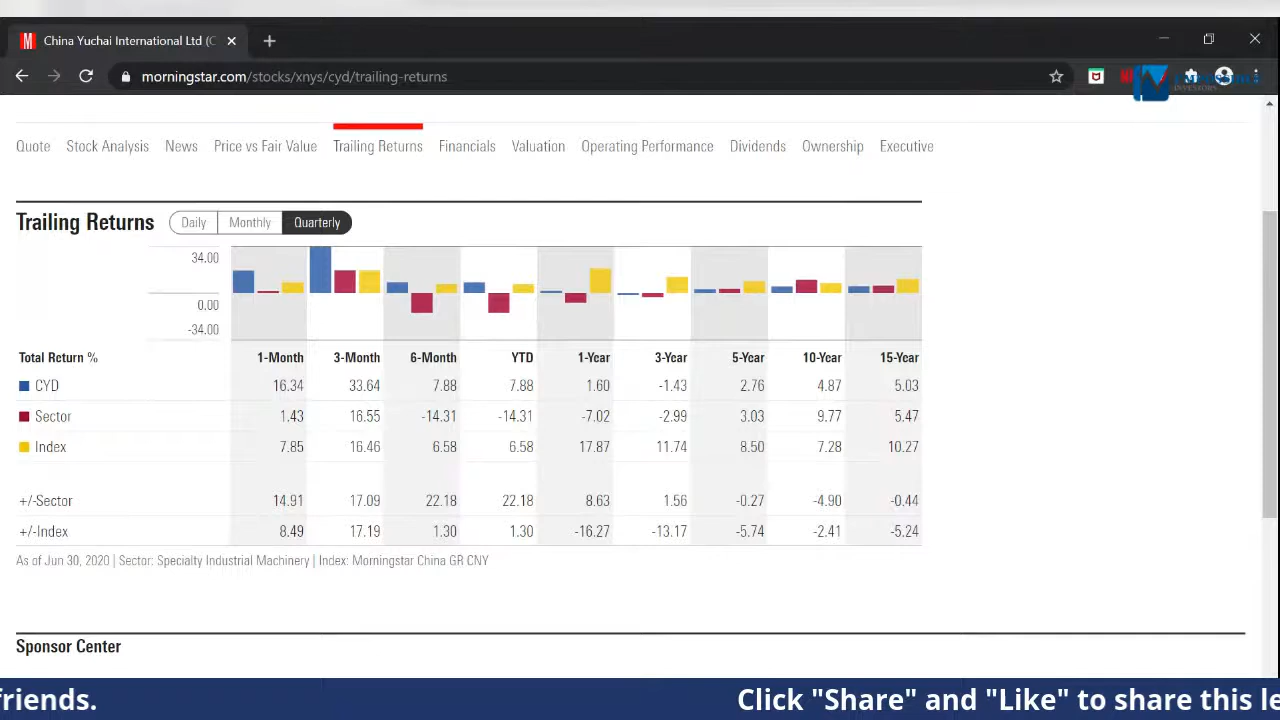 China Yuchai International Ltd (C
morningstar.com/stocks/xnys/cyd/trailing-returns
INVESTORS
Quote Stock Analysis News Price vs Fair Value Trailing Returns Financials Valuation Operating Performance Dividends Ownership Executive
Trailing Returns Daily Monthly Quarterly
34.00
0.00
-34.00
Total Return % 1-Month 3-Month 6-Month YTD 1-Year 3-Year 5-Year 10-Year 15-Year
CYD 16.34 33.64 7.88 7.88 1.60 -1.43 2.76 4.87 5.03
Sector 1.43 16.55 -14.31 -14.31 -7.02 -2.99 3.03 9.77 5.47
Index 7.85 16.46 6.58 6.58 17.87 11.74 8.50 7.28 10.27
+/-Sector 14.91 17.09 22.18 22.18 8.63 1.56 -0.27 -4.90 -0.44
+/-Index 8.49 17.19 1.30 1.30 -16.27 -13.17 -5.74 -2.41 -5.24
As of Jun 30, 2020 | Sector: Specialty Industrial Machinery | Index: Morningstar China GR CNY
Sponsor Center
friends. Click "Share" and "Like" to share this le